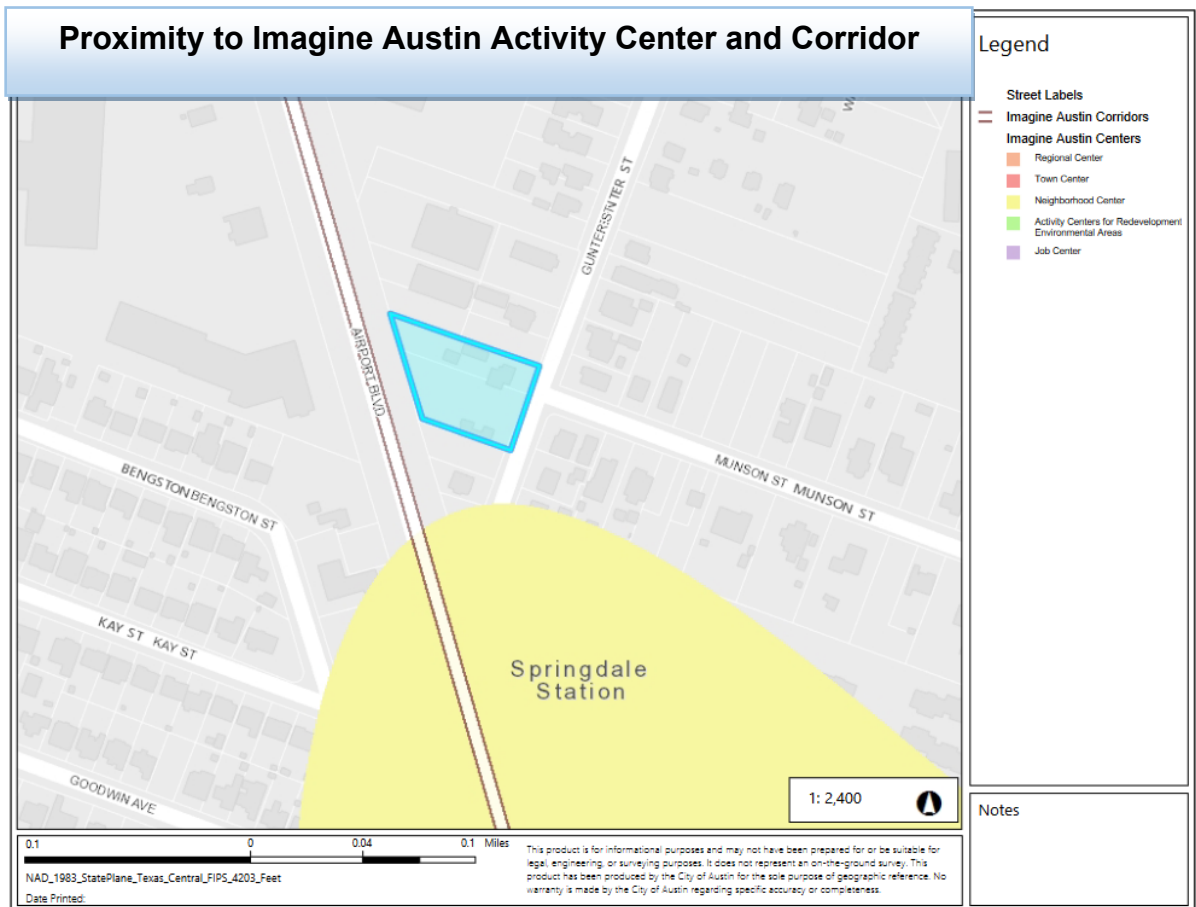 Proximity to Imagine Austin Activity Center and Corridor
Legend
Street Labels
Imagine Austin Corridors
Imagine Austin Centers
Regional Center
Town Center
Neighborhood Center
Activity Centers for Redevelopment
Environmental Areas
Job Center
AIRPORT BLVD
MUNSON ST MUNSON ST
BENGSTON BENGSTON ST
KAY ST KAY ST
GOODWIN AVE
Springdale
Station
1: 2,400
Notes
0.1 0 0.04 0.1 Miles
NAD_1983_StatePlane_Texas_Central_FIPS_4203_Feet
Date Printed:
This product is for informational purposes and may not have been prepared for or be suitable for
legal, engineering, or surveying purposes. It does not represent an on-the-ground survey. This
product has been produced by the City of Austin for the sole purpose of geographic reference. No
warranty is made by the City of Austin regarding specific accuracy or completeness.